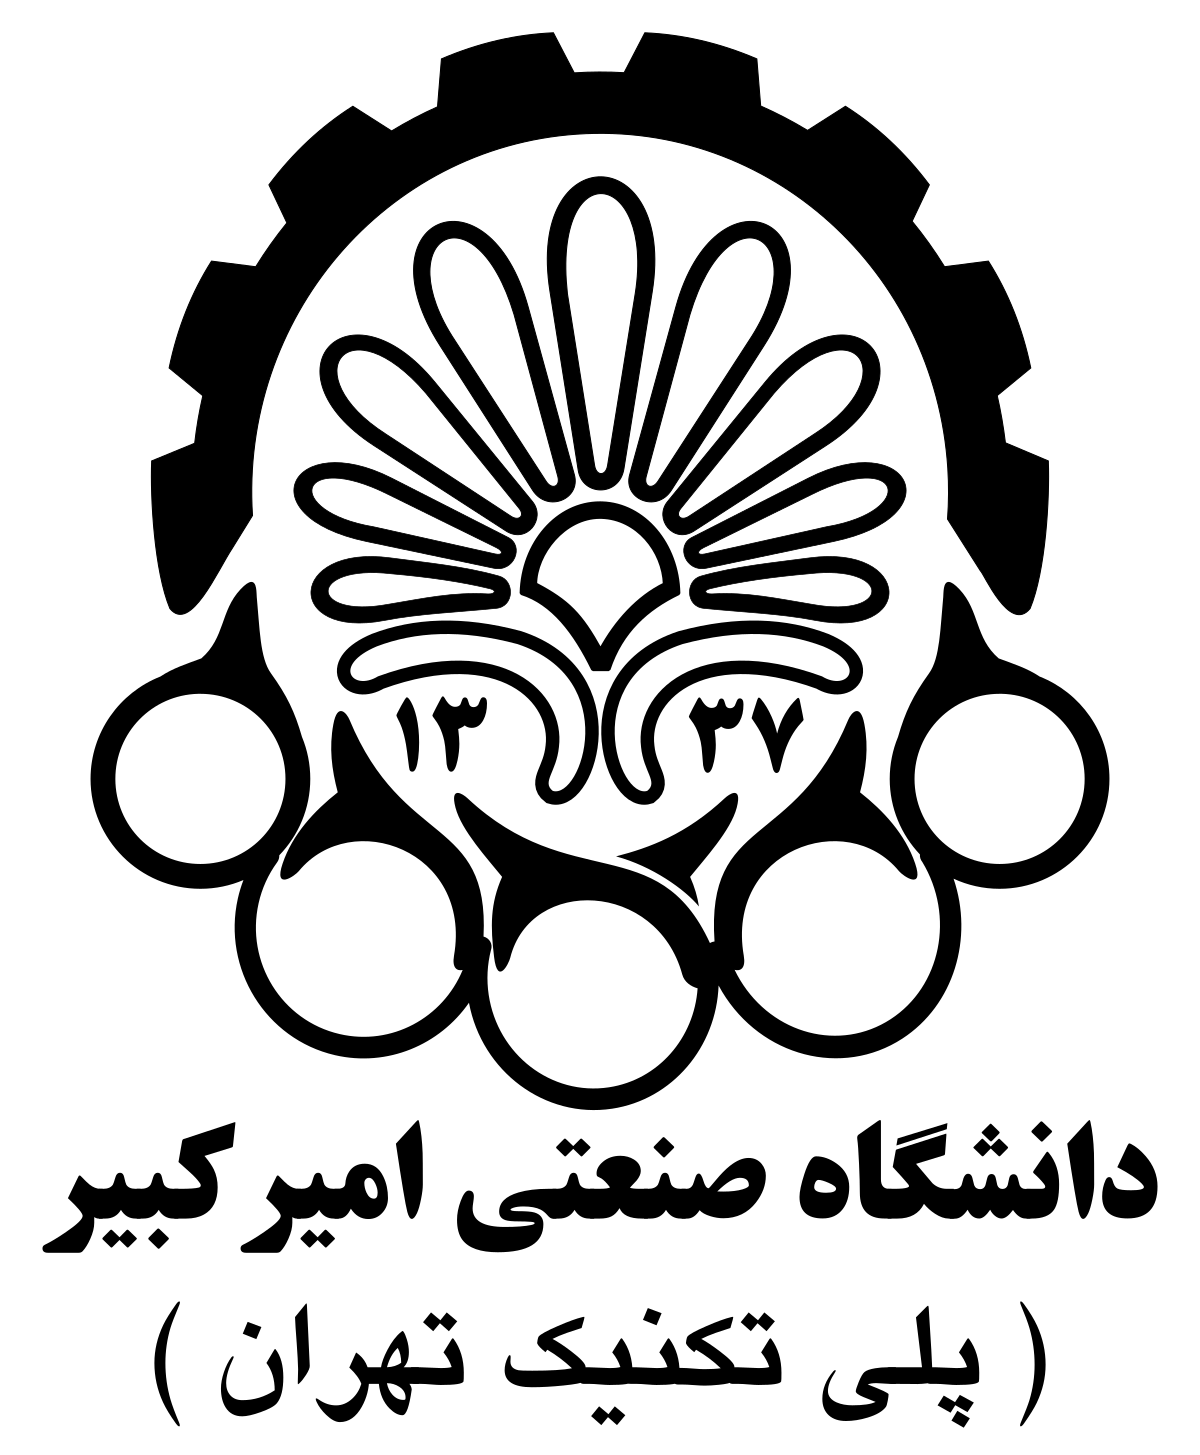 ۱۳ ۳۷
دانشگاه صنعتی امیرکبیر
( پلی تکنیک تهران )